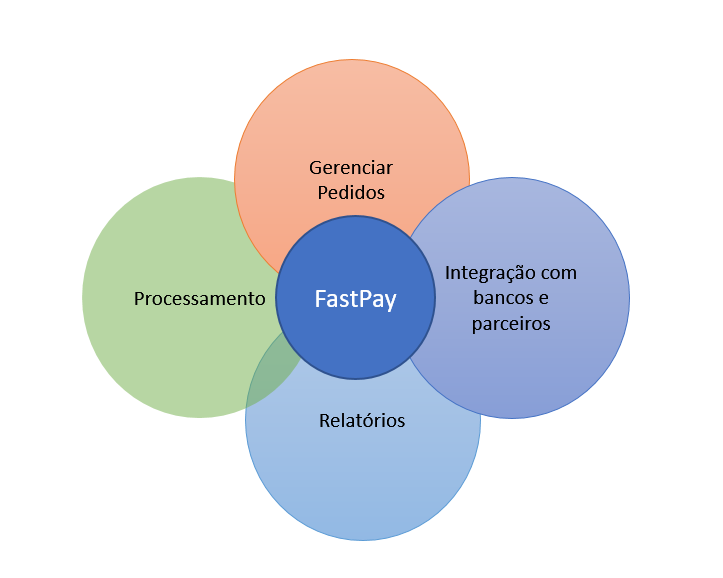 Gerenciar
Pedidos
Processamento
FastPay
Integração com
bancos e
parceiros
Relatórios